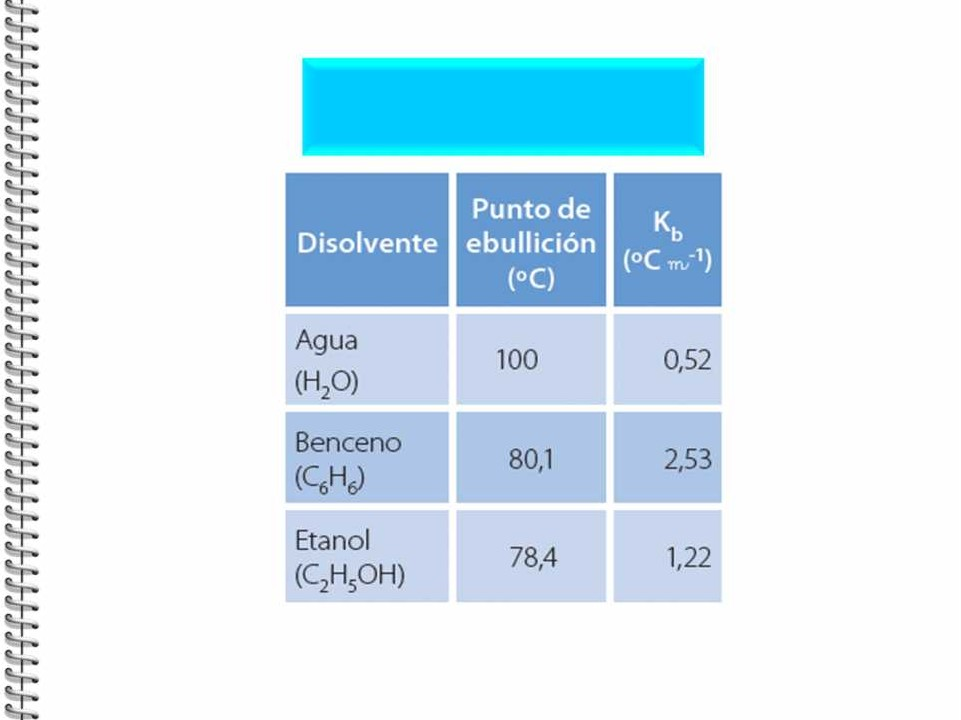 Disolvente
Punto de
ebullición
(ºC)
K_b
(ºC m⁻¹)
Agua
(H₂O)
100
0,52
Benceno
(C₆H₆)
80,1
2,53
Etanol
(C₂H₅OH)
78,4
1,22